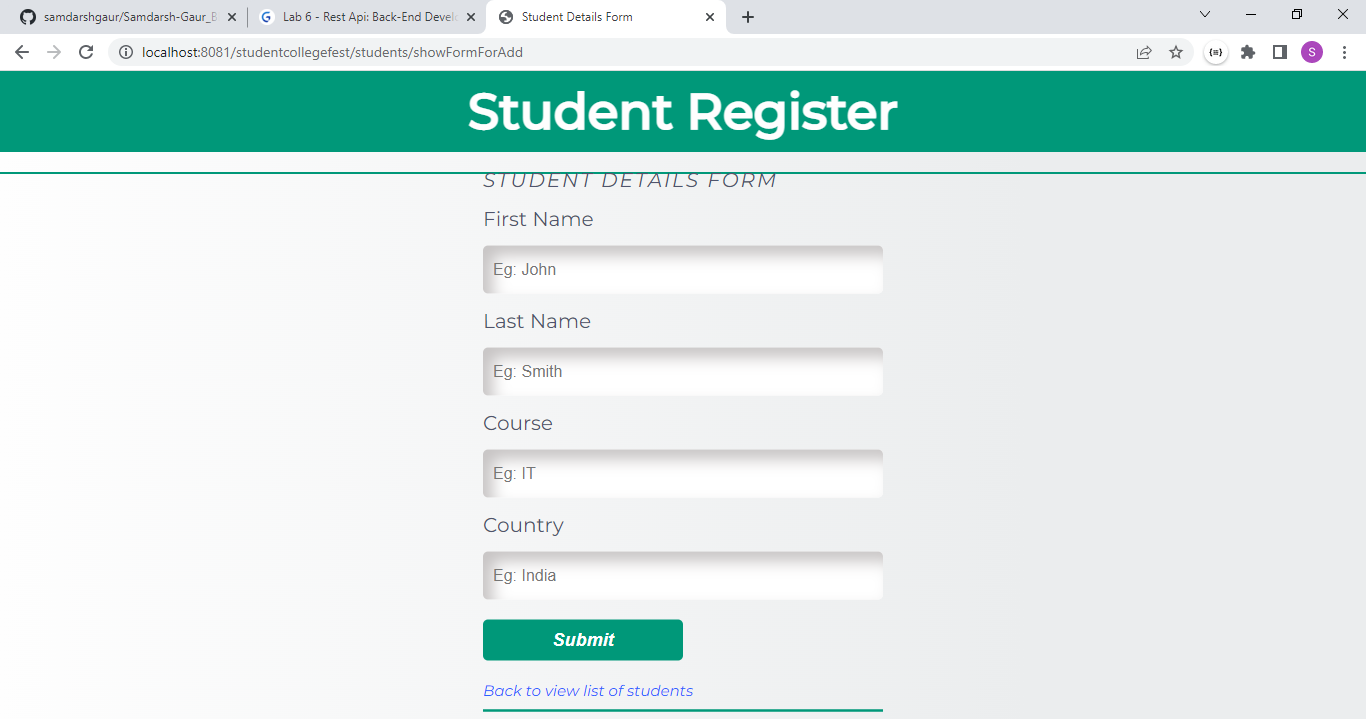 samdarshgaur/Samdarsh-Gaur_B
Lab 6 - Rest Api: Back-End Develo
Student Details Form
localhost:8081/studentcollegefest/students/showFormForAdd
S
Student Register
STUDENT DETAILS FORM
First Name
Eg: John
Last Name
Eg: Smith
Course
Eg: IT
Country
Eg: India
Submit
Back to view list of students